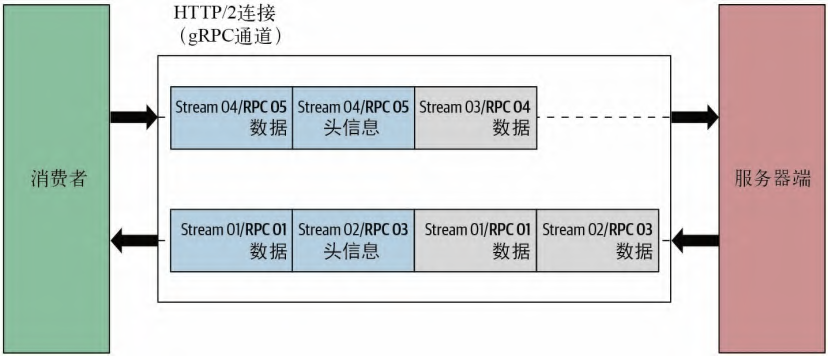 HTTP/2连接
（gRPC通道）
消费者
Stream 04/RPC 05
数据
Stream 04/RPC 05
头信息
Stream 03/RPC 04
数据
Stream 01/RPC 01
数据
Stream 02/RPC 03
头信息
Stream 01/RPC 01
数据
Stream 02/RPC 03
数据
服务器端